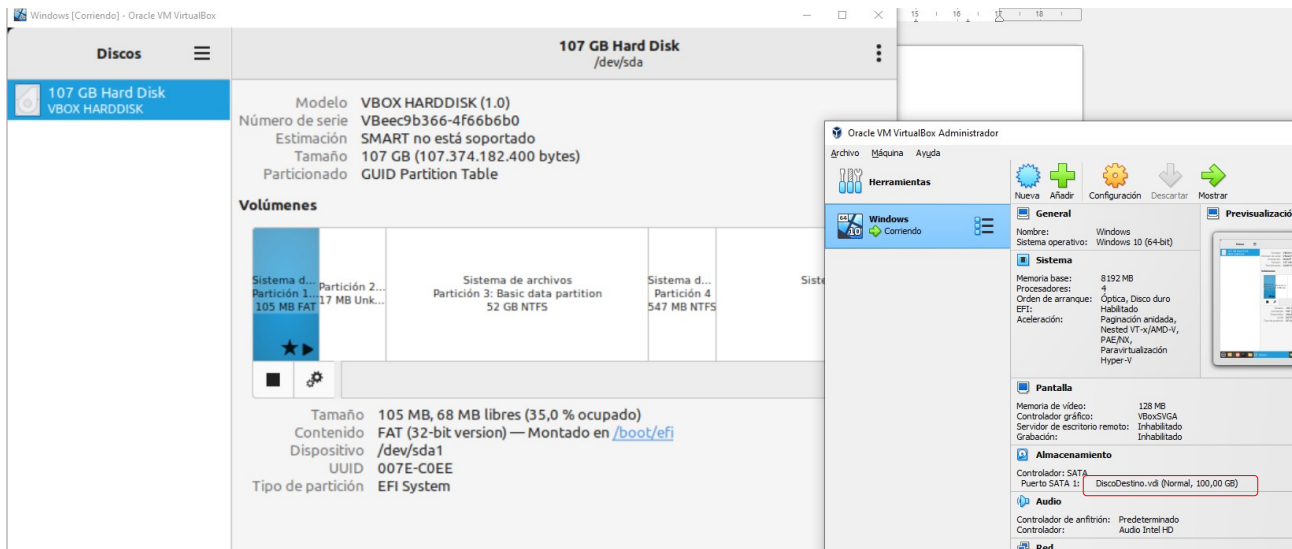 Windows [Corriendo] - Oracle VM VirtualBox
Discos
107 GB Hard Disk
/dev/sda
107 GB Hard Disk
VBOX HARDDISK
Modelo VBOX HARDDISK (1.0)
Número de serie VBeec9b366-4f66b6b0
Estimación SMART no está soportado
Tamaño 107 GB (107.374.182.400 bytes)
Particionado GUID Partition Table
Volúmenes
Sistema d...
Partición 1...
105 MB FAT
Partición 2...
17 MB Unk...
Sistema de archivos
Partición 3: Basic data partition
52 GB NTFS
Sistema d...
Partición 4
547 MB NTFS
Siste
Tamaño 105 MB, 68 MB libres (35,0 % ocupado)
Contenido FAT (32-bit version) — Montado en /boot/efi
Dispositivo /dev/sda1
UUID 007E-C0EE
Tipo de partición EFI System
15 16 17 18
Oracle VM VirtualBox Administrador
Archivo Máquina Ayuda
Herramientas
Nueva Añadir Configuración Descartar Mostrar
64
10
Windows
Corriendo
General
Nombre: Windows
Sistema operativo: Windows 10 (64-bit)
Previsualizació
Sistema
Memoria base: 8192 MB
Procesadores: 4
Orden de arranque: Óptica, Disco duro
EFI: Habilitado
Aceleración: Paginación anidada,
Nested VT-x/AMD-V,
PAE/NX,
Paravirtualización
Hyper-V
Pantalla
Memoria de vídeo: 128 MB
Controlador gráfico: VBoxSVGA
Servidor de escritorio remoto: Inhabilitado
Grabación: Inhabilitado
Almacenamiento
Controlador: SATA
Puerto SATA 1: DiscoDestino.vdi (Normal, 100,00 GB)
Audio
Controlador de anfitrión: Predeterminado
Controlador: Audio Intel HD
Red